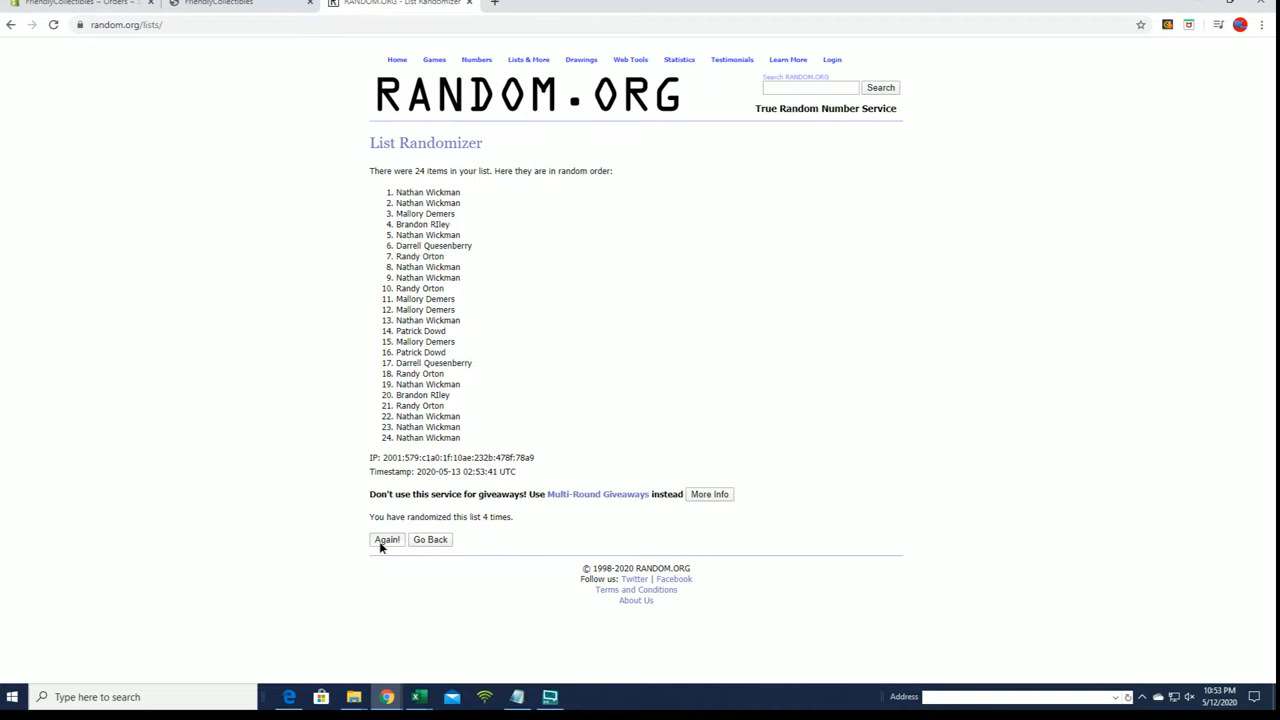 FriendlyCollectibles ~ Orders ~
FriendlyCollectibles
RANDOM.ORG - List Randomizer
random.org/lists/
Home Games Numbers Lists & More Drawings Web Tools Statistics Testimonials Learn More Login
RANDOM.ORG
Search RANDOM.ORG
Search
True Random Number Service
List Randomizer
There were 24 items in your list. Here they are in random order:
1. Nathan Wickman
2. Nathan Wickman
3. Mallory Demers
4. Brandon RIley
5. Nathan Wickman
6. Darrell Quesenberry
7. Randy Orton
8. Nathan Wickman
9. Nathan Wickman
10. Randy Orton
11. Mallory Demers
12. Mallory Demers
13. Nathan Wickman
14. Patrick Dowd
15. Mallory Demers
16. Patrick Dowd
17. Darrell Quesenberry
18. Randy Orton
19. Nathan Wickman
20. Brandon RIley
21. Randy Orton
22. Nathan Wickman
23. Nathan Wickman
24. Nathan Wickman
IP: 2001:579:c1a0:1f:10ae:232b:478f:78a9
Timestamp: 2020-05-13 02:53:41 UTC
Don't use this service for giveaways! Use Multi-Round Giveaways instead More Info
You have randomized this list 4 times.
Again! Go Back
© 1998-2020 RANDOM.ORG
Follow us: Twitter | Facebook
Terms and Conditions
About Us
Type here to search
Address
10:53 PM
5/12/2020